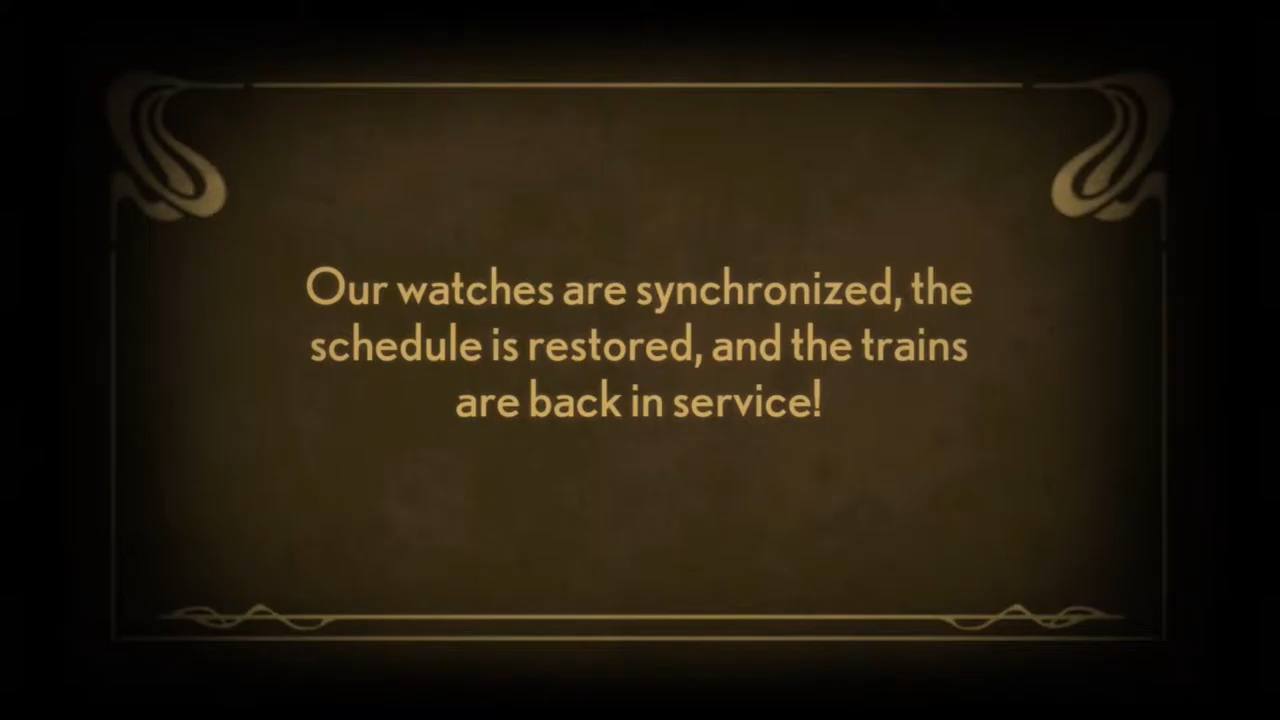 Our watches are synchronized, the
schedule is restored, and the trains
are back in service!